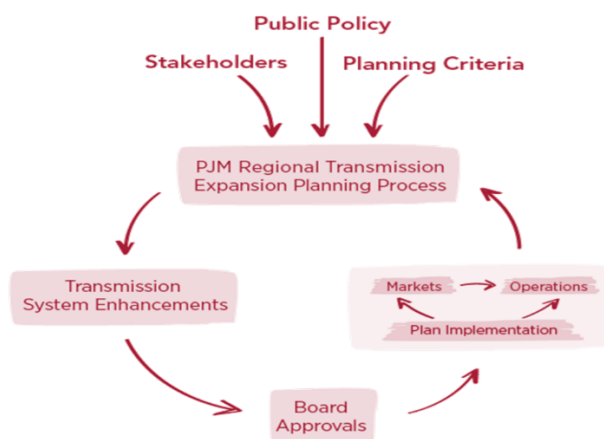 Public Policy
Stakeholders
Planning Criteria
PJM Regional Transmission
Expansion Planning Process
Transmission
System Enhancements
Markets
Operations
Plan Implementation
Board
Approvals